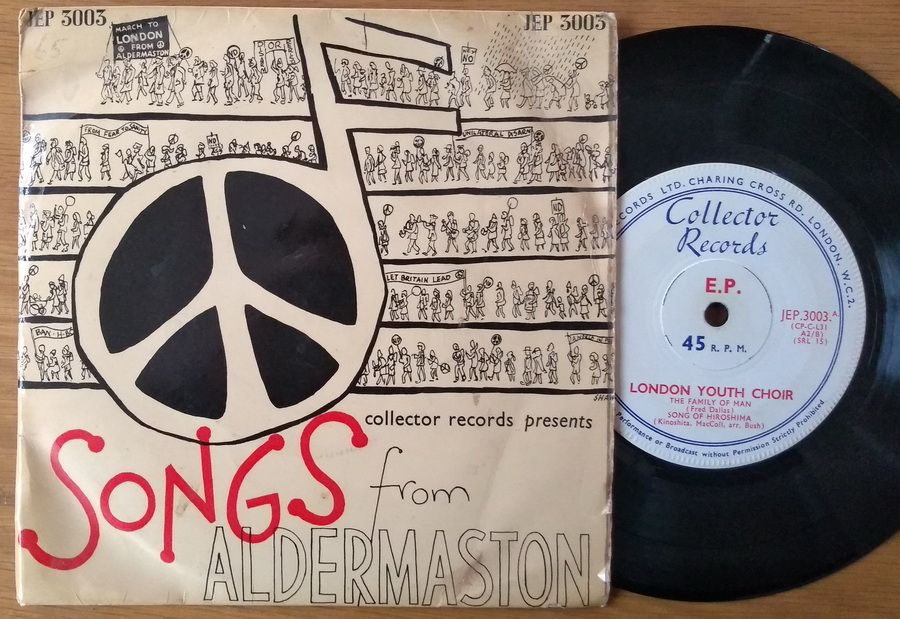 JEP 3003
JEP 3003
MARCH TO
LONDON
FROM
ALDERMASTON
NO
FROM FEAR TO SANITY
NO
UNILATERAL DISARM
NO
LET BRITAIN LEAD
BAN-H-B
SHAW
collector records presents
SONGS
from
ALDERMASTON
CORDS LTD. CHARING CROSS RD. LONDON. W.C.2.
Collector
Records
E.P.
JEP.3003.A
(CP-C-L31
A2/B)
(SRL 15)
45 R. P. M.
LONDON YOUTH CHOIR
THE FAMILY OF MAN
(Fred Dallas)
SONG OF HIROSHIMA
(Kinoshita, MacColl, arr. Bush)
Performance or Broadcast without Permission Strictly Prohibited